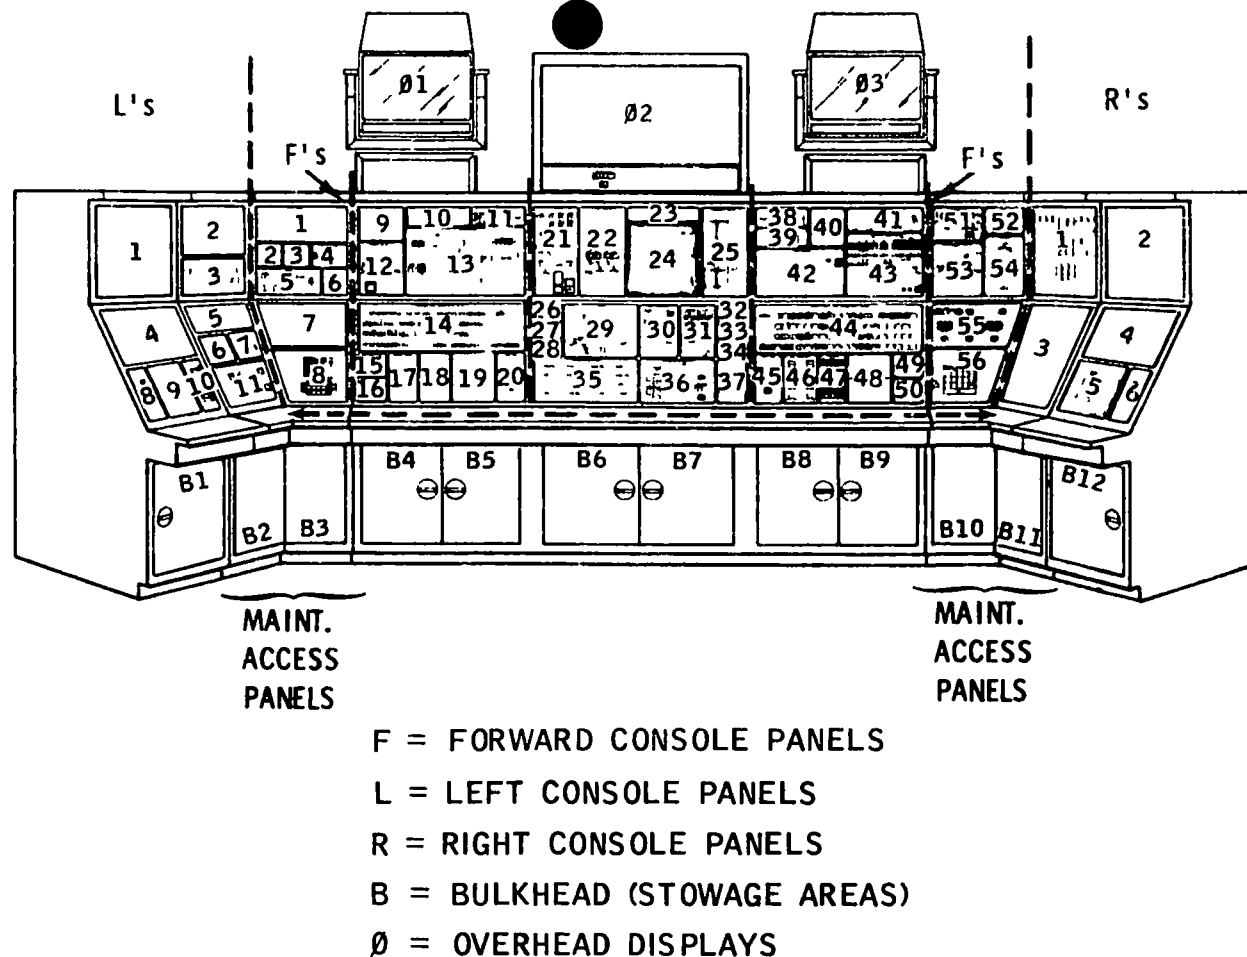 Ø1
Ø2
Ø3
L'S
R'S
F's
F's
1 2 1 9 10 11 21 22 23 38 40 41 51 52 1 2
3 2 3 4 12 13 24 25 39 42 43 53 54
5 6
4 5 7 14 26 29 30 31 32 44 55 3 4
6 7 27 33
28 34
8 9 10 11 8 15 17 18 19 20 35 36 37 45 46 47 48 49 56 5 6
16 50
B1 B2 B3 B4 B5 B6 B7 B8 B9 B10 B11 B12
MAINT.
ACCESS
PANELS
MAINT.
ACCESS
PANELS
F = FORWARD CONSOLE PANELS
L = LEFT CONSOLE PANELS
R = RIGHT CONSOLE PANELS
B = BULKHEAD (STOWAGE AREAS)
Ø = OVERHEAD DISPLAYS